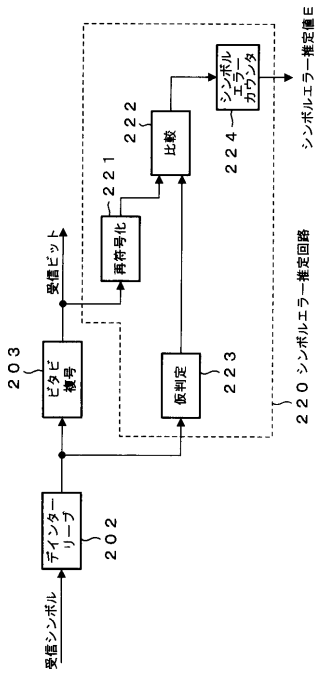 受信シンボル
デインター
リーブ
202
203
ビタビ
復号
受信ビット
221
再符号化
222
比較
223
仮判定
シンボル
エラー
カウンタ
224
シンボルエラー推定値E
220 シンボルエラー推定回路